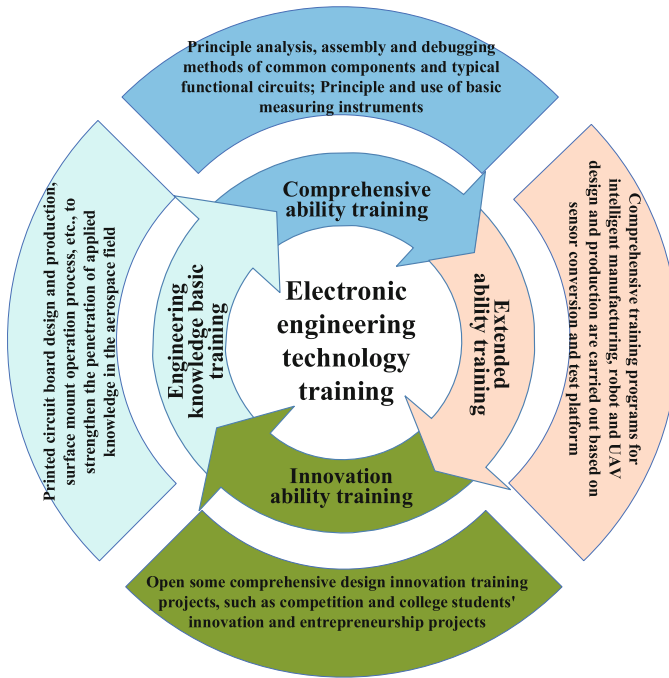 Principle analysis, assembly and debugging
methods of common components and typical
functional circuits; Principle and use of basic
measuring instruments
Comprehensive
ability training
Printed circuit board design and production,
surface mount operation process, etc., to
strengthen the penetration of applied
knowledge in the aerospace field
Engineering
knowledge basic
training
Electronic
engineering
technology
training
Extended
ability training
Comprehensive training programs for
intelligent manufacturing, robot and UAV
design and production are carried out based on
sensor conversion and test platform
Innovation
ability training
Open some comprehensive design innovation training
projects, such as competition and college students'
innovation and entrepreneurship projects